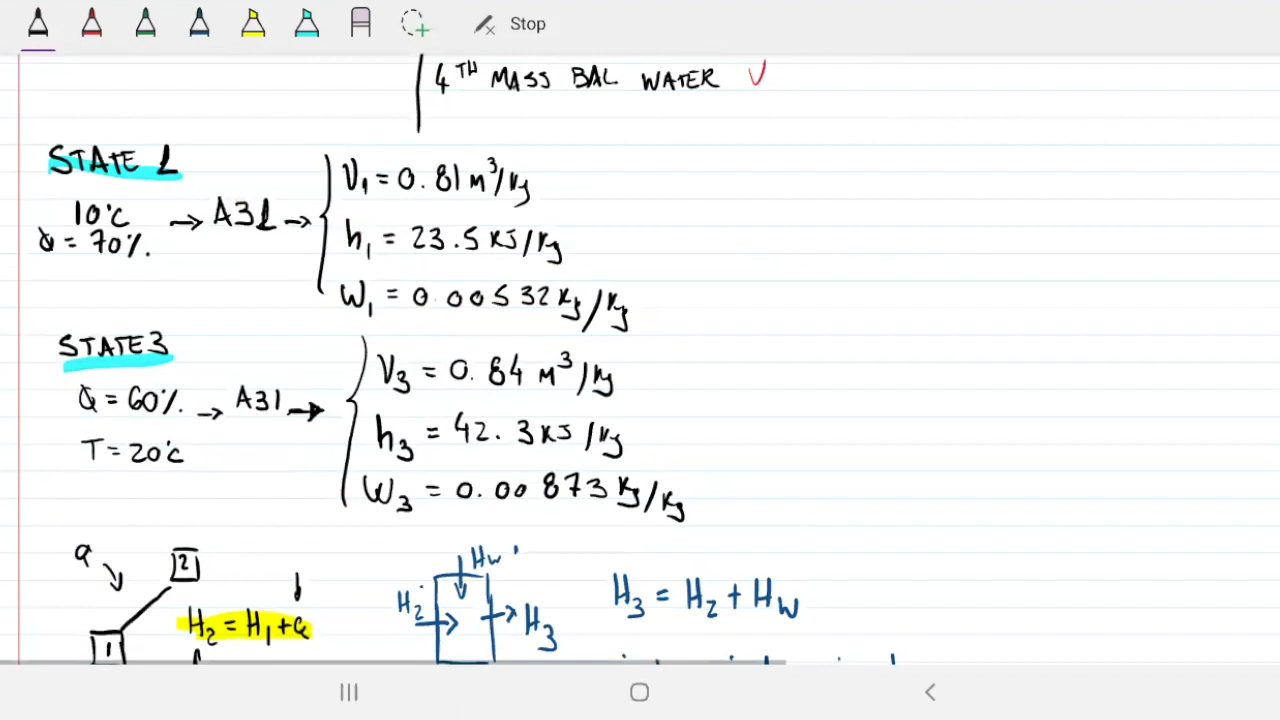 Stop
4TH MASS BAL WATER
STATE 1
10°C
Φ = 70%.
→ A31 →
V1 = 0.81 m³/kg
h1 = 23.5 KJ/kg
W1 = 0.00532 kg/kg
STATE 3
Φ = 60%. → A31 →
T = 20°C
V3 = 0.84 m³/kg
h3 = 42.3 KJ/kg
W3 = 0.00873 kg/kg
Q
2
H2 = H1 + Q
1
Hw
H2
H3
H3 = H2 + Hw